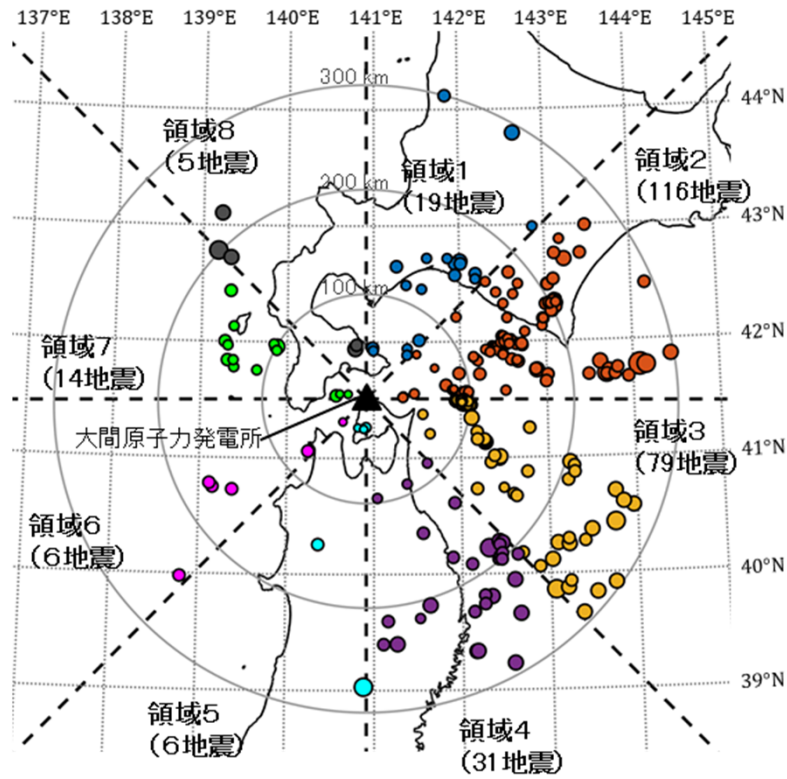 137°E 138°E 139°E 140°E 141°E 142°E 143°E 144°E 145°E
300 km
44°N
領域8
(5地震)
領域1
(19地震)
領域2
(116地震)
200 km
43°N
100 km
42°N
領域7
(14地震)
大間原子力発電所
41°N
領域3
(79地震)
領域6
(6地震)
40°N
39°N
領域5
(6地震)
領域4
(31地震)